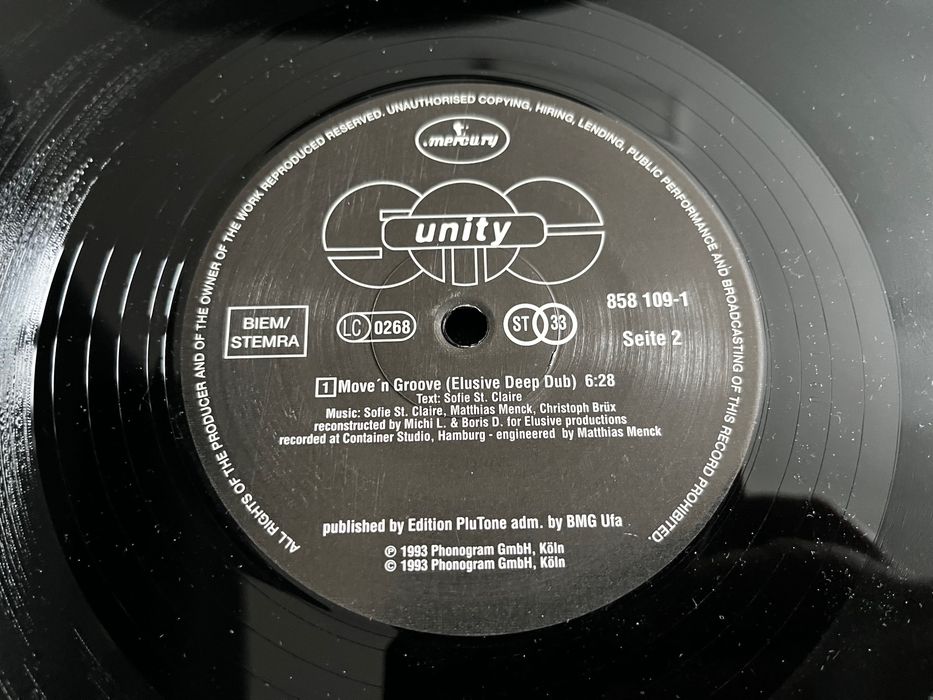 ALL RIGHTS OF THE PRODUCER AND OF THE OWNER OF THE WORK REPRODUCED RESERVED. UNAUTHORISED COPYING, HIRING, LENDING, PUBLIC PERFORMANCE AND BROADCASTING OF THIS RECORD PROHIBITED.
mercury
unity
858 109-1
BIEM/
STEMRA
LC 0268
ST 33
Seite 2
1 Move´n Groove (Elusive Deep Dub) 6:28
Text: Sofie St. Claire
Music: Sofie St. Claire, Matthias Menck, Christoph Brüx
reconstructed by Michi L. & Boris D. for Elusive productions
recorded at Container Studio, Hamburg - engineered by Matthias Menck
published by Edition PluTone adm. by BMG Ufa
℗ 1993 Phonogram GmbH, Köln
© 1993 Phonogram GmbH, Köln